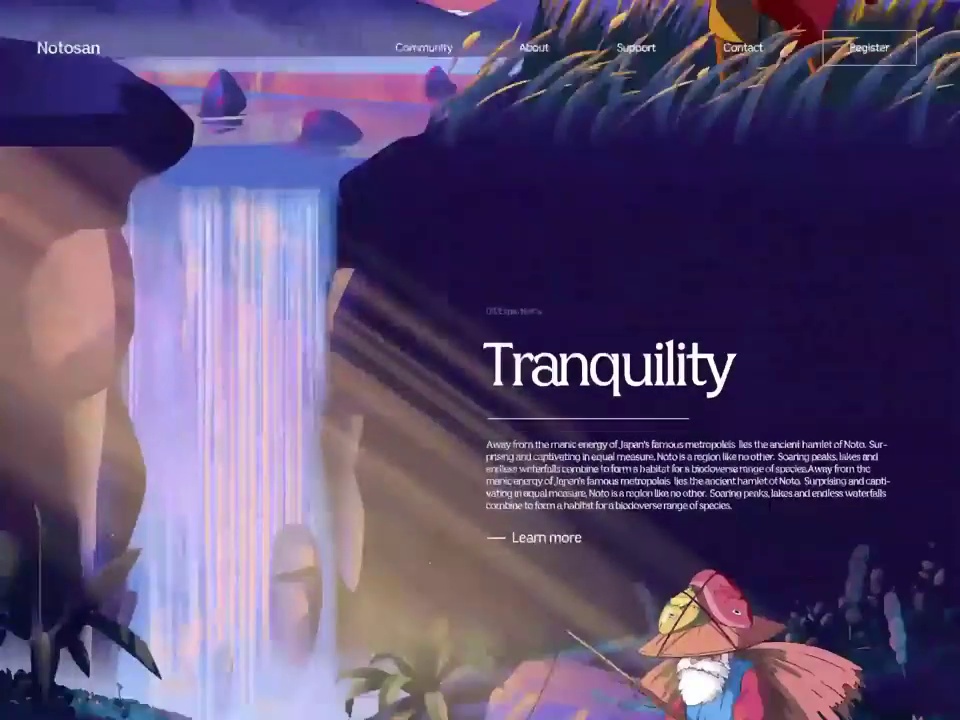 Notosan
Community
About
Support
Contact
Register
Tranquility
Away from the manic energy of Japan's famous metropoleis lies the ancient hamlet of Noto. Sur-
prising and captivating in equal measure, Noto is a region like no other. Soaring peaks, lakes and
endless waterfalls combine to form a habitat for a biodoverse range of species.Away from the
manic energy of Japan's famous metropolais lies the ancient hamlet of Noto. Surprising and capti-
vating in equal measure, Noto is a region like no other. Soaring peaks, lakes and endless waterfalls
combine to form a habitat for a biodoverse range of species.
Learn more